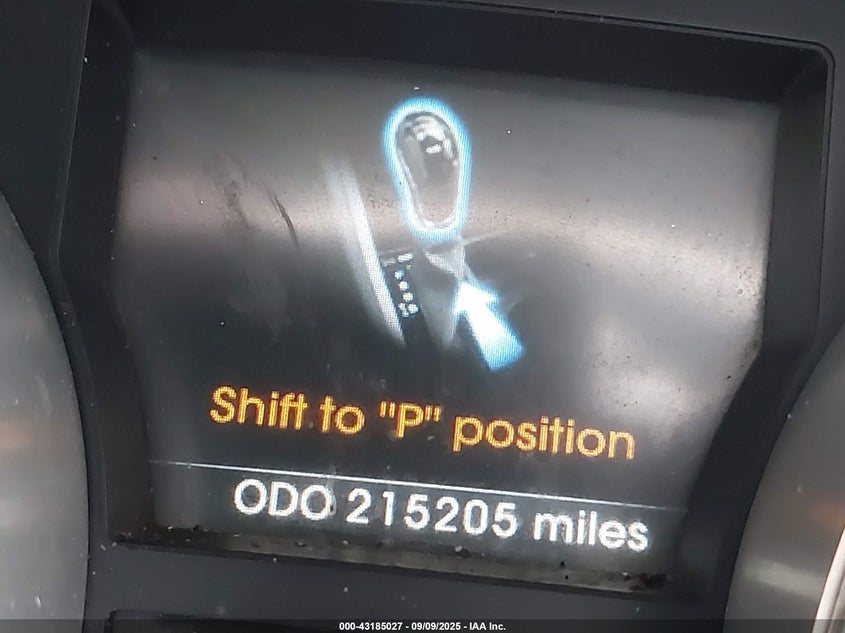 Shift to "P" position
ODO 215205 miles
000-43185027 - 09/09/2025 - IAA Inc.